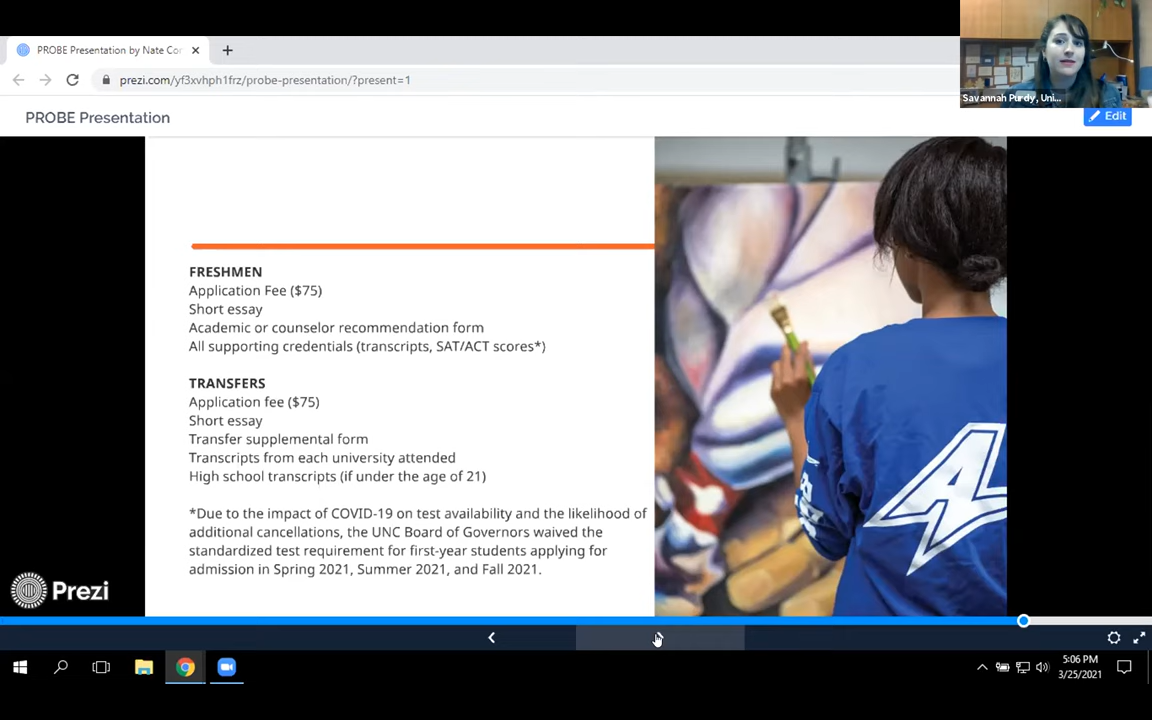 PROBE Presentation by Nate Co
prezi.com/yf3xvhph1frz/probe-presentation/?present=1
Savannah Purdy, Uni...
PROBE Presentation
Edit
FRESHMEN
Application Fee ($75)
Short essay
Academic or counselor recommendation form
All supporting credentials (transcripts, SAT/ACT scores*)
TRANSFERS
Application fee ($75)
Short essay
Transfer supplemental form
Transcripts from each university attended
High school transcripts (if under the age of 21)
*Due to the impact of COVID-19 on test availability and the likelihood of
additional cancellations, the UNC Board of Governors waived the
standardized test requirement for first-year students applying for
admission in Spring 2021, Summer 2021, and Fall 2021.
A
Prezi
5:06 PM
3/25/2021